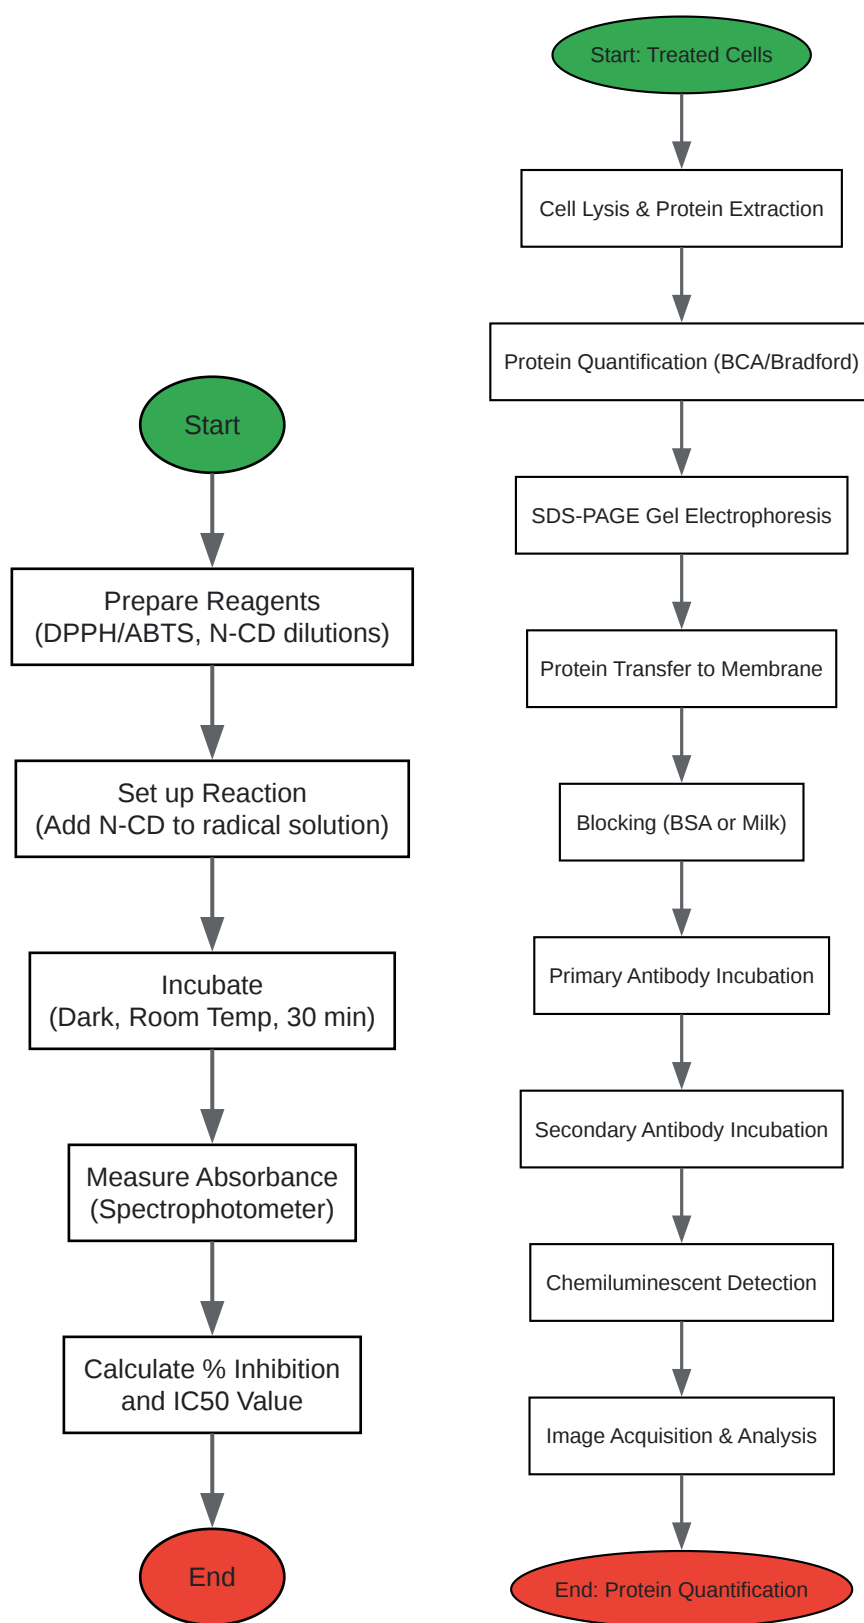 Start
Prepare Reagents
(DPPH/ABTS, N-CD dilutions)
Set up Reaction
(Add N-CD to radical solution)
Incubate
(Dark, Room Temp, 30 min)
Measure Absorbance
(Spectrophotometer)
Calculate % Inhibition
and IC50 Value
End
Start: Treated Cells
Cell Lysis & Protein Extraction
Protein Quantification (BCA/Bradford)
SDS-PAGE Gel Electrophoresis
Protein Transfer to Membrane
Blocking (BSA or Milk)
Primary Antibody Incubation
Secondary Antibody Incubation
Chemiluminescent Detection
Image Acquisition & Analysis
End: Protein Quantification